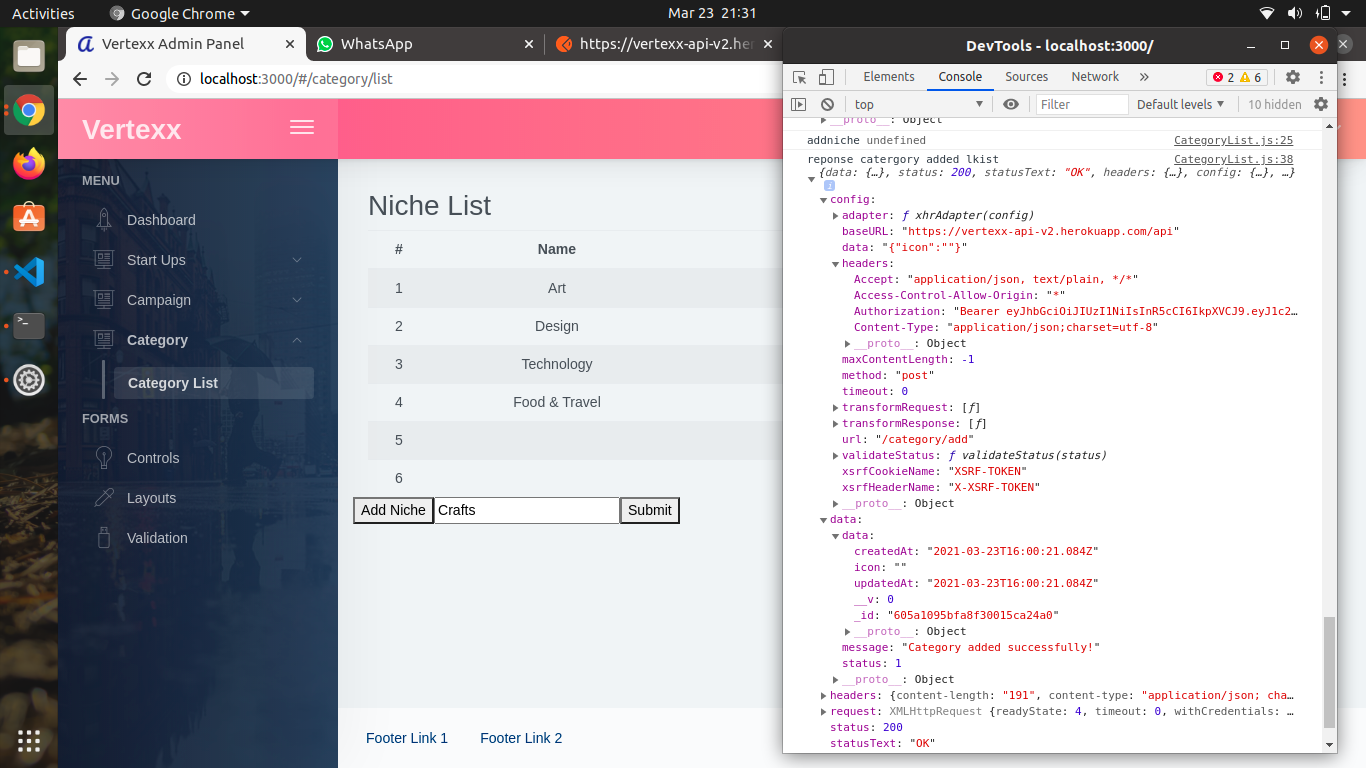 Activities
Google Chrome
Mar 23 21:31
Vertexx Admin Panel
WhatsApp
https://vertexx-api-v2.her
localhost:3000/#/category/list
Vertexx
MENU
Dashboard
Start Ups
Campaign
Category
Category List
FORMS
Controls
Layouts
Validation
Niche List
# Name
1 Art
2 Design
3 Technology
4 Food & Travel
5
6
Add Niche Crafts Submit
Footer Link 1 Footer Link 2
DevTools - localhost:3000/
Elements Console Sources Network » 2 6
top Filter Default levels 10 hidden
__proto__: Object
addniche undefined CategoryList.js:25
reponse catergory added lkist CategoryList.js:38
{data: {…}, status: 200, statusText: "OK", headers: {…}, config: {…}, …}
i
config:
adapter: ƒ xhrAdapter(config)
baseURL: "https://vertexx-api-v2.herokuapp.com/api"
data: "{"icon":""}"
headers:
Accept: "application/json, text/plain, */*"
Access-Control-Allow-Origin: "*"
Authorization: "Bearer eyJhbGciOiJIUzI1NiIsInR5cCI6IkpXVCJ9.eyJ1c2…
Content-Type: "application/json;charset=utf-8"
__proto__: Object
maxContentLength: -1
method: "post"
timeout: 0
transformRequest: [ƒ]
transformResponse: [ƒ]
url: "/category/add"
validateStatus: ƒ validateStatus(status)
xsrfCookieName: "XSRF-TOKEN"
xsrfHeaderName: "X-XSRF-TOKEN"
__proto__: Object
data:
data:
createdAt: "2021-03-23T16:00:21.084Z"
icon: ""
updatedAt: "2021-03-23T16:00:21.084Z"
__v: 0
_id: "605a1095bfa8f30015ca24a0"
__proto__: Object
message: "Category added successfully!"
status: 1
__proto__: Object
headers: {content-length: "191", content-type: "application/json; cha…
request: XMLHttpRequest {readyState: 4, timeout: 0, withCredentials: …
status: 200
statusText: "OK"